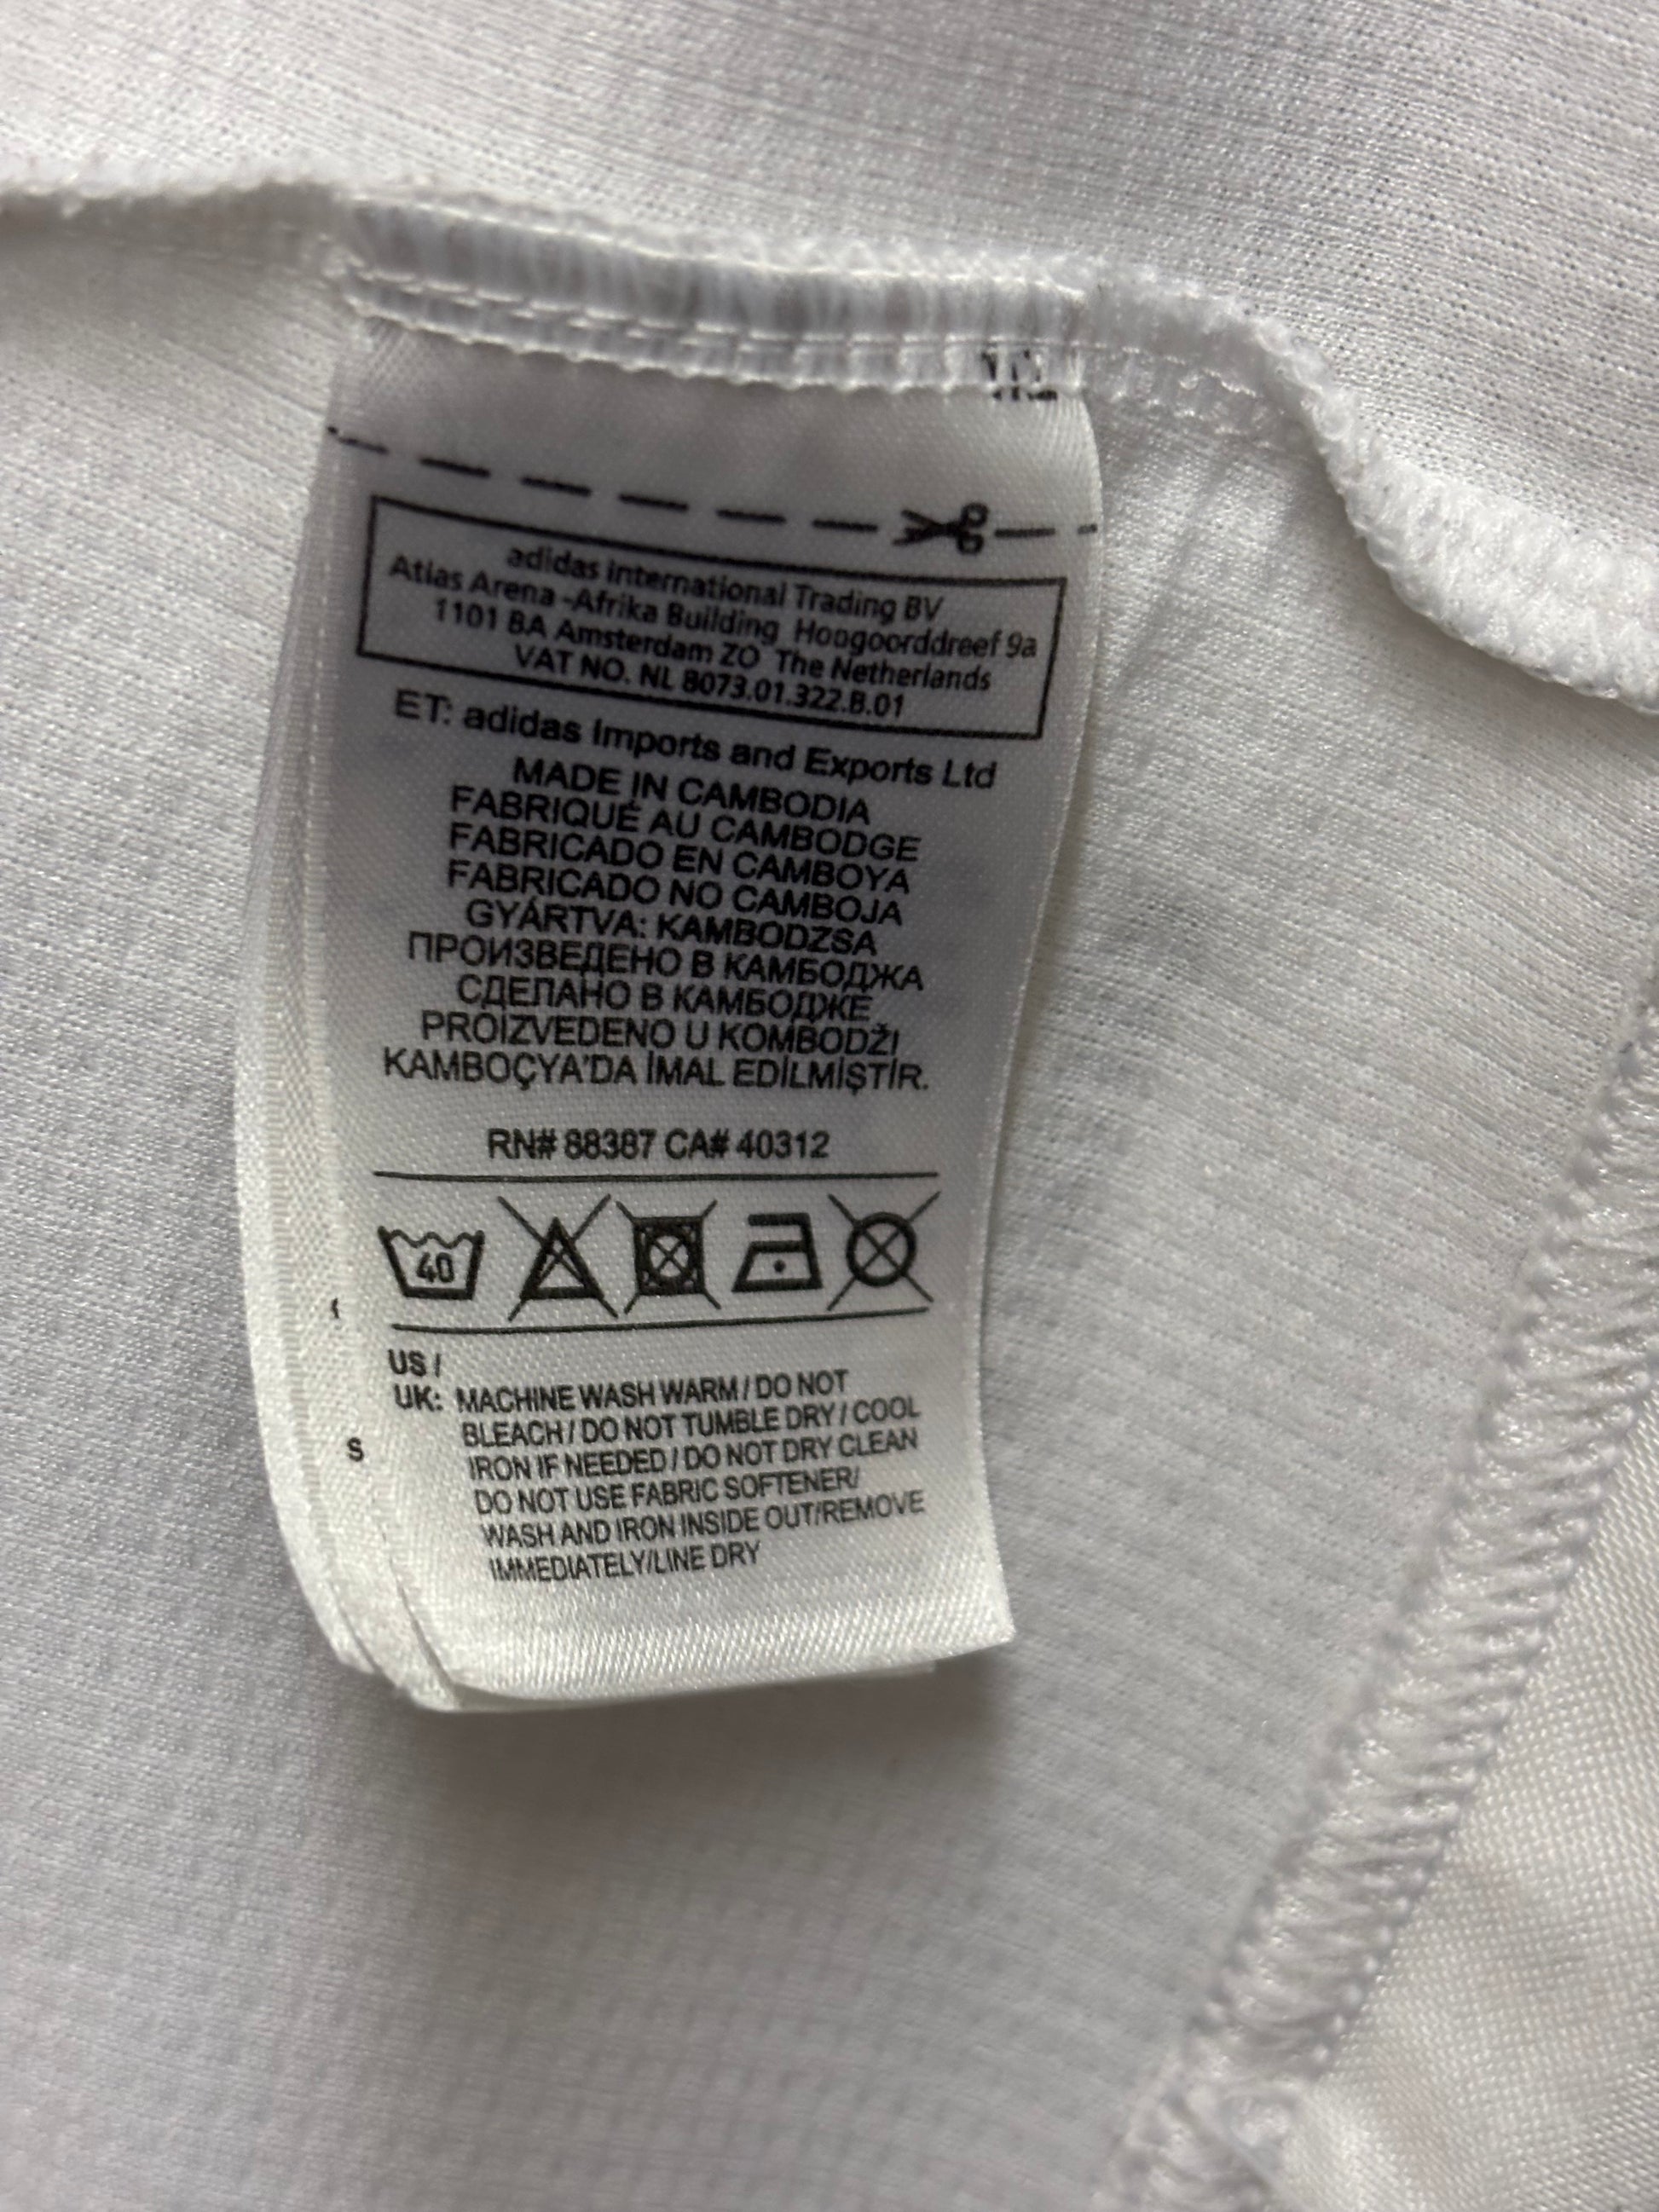 adidas International Trading BV
Atlas Arena -Afrika Building Hoogoorddreef 9a
1101 BA Amsterdam ZO The Netherlands
VAT NO. NL 8073.01.322.B.01
ET: adidas Imports and Exports Ltd
MADE IN CAMBODIA
FABRIQUÉ AU CAMBODGE
FABRICADO EN CAMBOYA
FABRICADO NO CAMBOJA
GYÁRTVA: KAMBODZSA
ПРОИЗВЕДЕНО В КАМБОДЖА
СДЕЛАНО В КАМБОДЖЕ
PROIZVEDENO U KOMBODŽI
KAMBOÇYA'DA İMAL EDİLMİŞTİR.
RN# 88387 CA# 40312
40
US /
UK: MACHINE WASH WARM / DO NOT
BLEACH / DO NOT TUMBLE DRY / COOL
IRON IF NEEDED / DO NOT DRY CLEAN
DO NOT USE FABRIC SOFTENER/
WASH AND IRON INSIDE OUT/REMOVE
IMMEDIATELY/LINE DRY
S